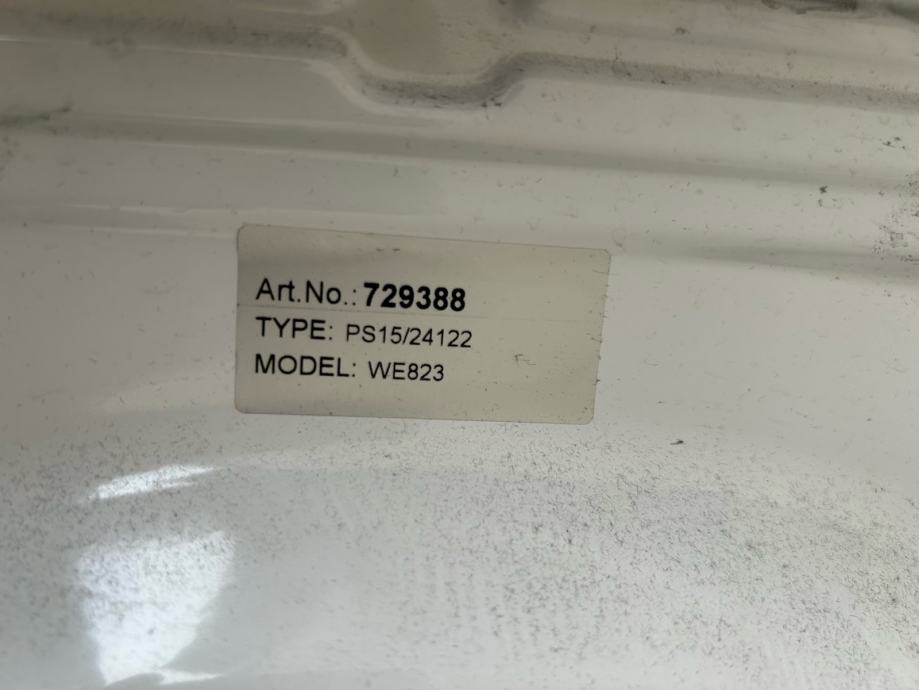 Art.No.: 729388
TYPE: PS15/24122
MODEL: WE823